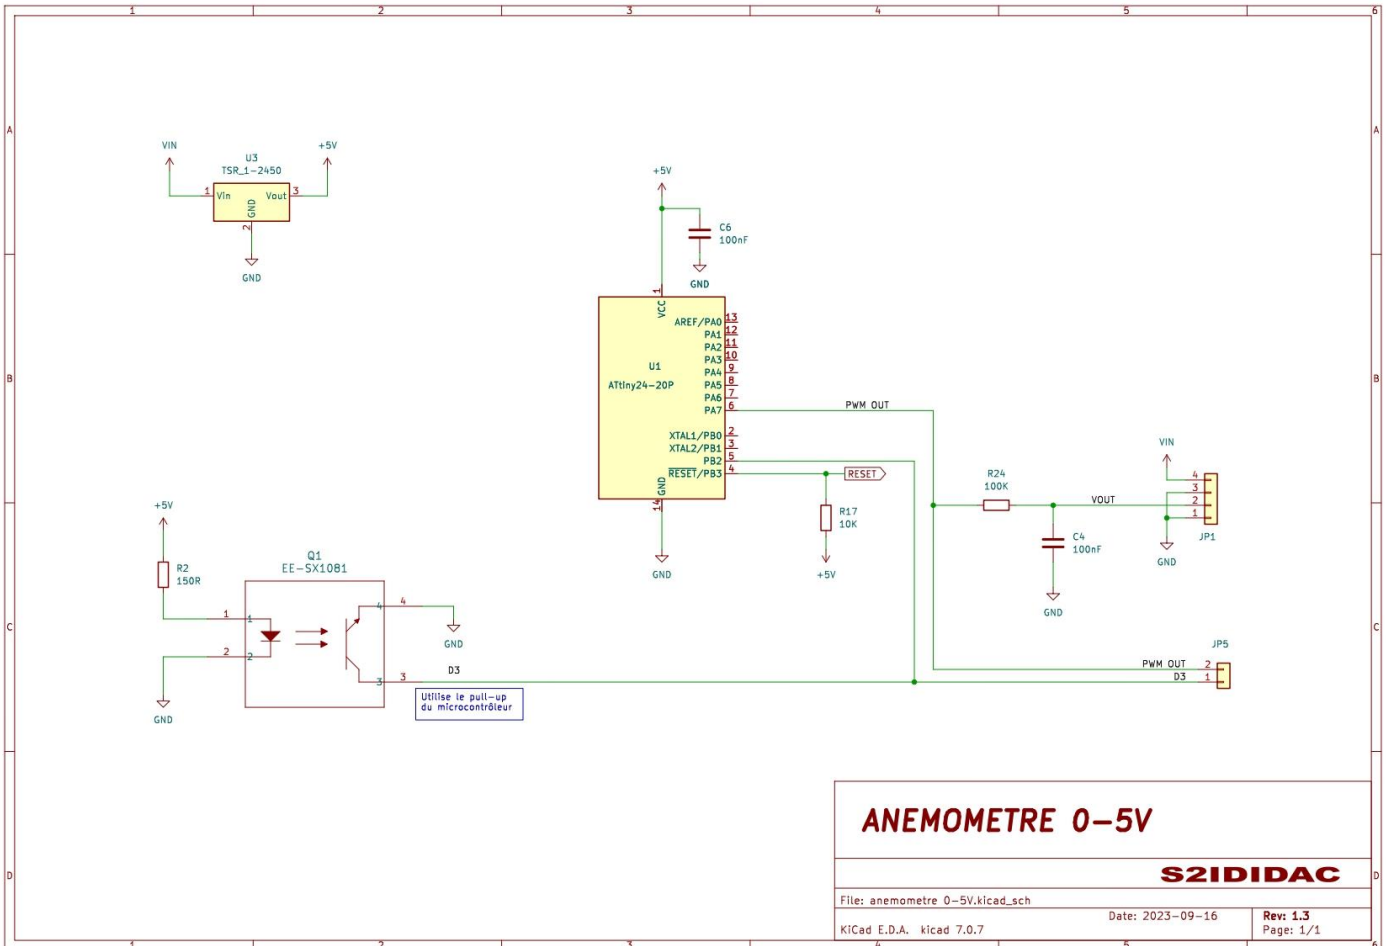 1 2 3 4 5 6
A
A
VIN
U3
TSR_1-2450
+5V
1 Vin Vout 3
GND
2
GND
+5V
C6
100nF
GND
1
VCC
AREF/PA0 13
PA1 12
PA2 11
PA3 10
PA4 9
PA5 8
PA6 7
PA7 6
U1
ATtiny24-20P
XTAL1/PB0 2
XTAL2/PB1 3
PB2 5
RESET/PB3 4
GND
14
GND
B
B
PWM OUT
RESET
R17
10K
+5V
R24
100K
VOUT
C4
100nF
GND
VIN
4
3
2
1
JP1
GND
+5V
R2
150R
Q1
EE-SX1081
1 1
2 2
4 4
3 3
GND
GND
D3
Utilise le pull-up
du microcontrôleur
C
C
JP5
PWM OUT 2
D3 1
D
D
ANEMOMETRE 0-5V
S2IDIDAC
File: anemometre 0-5V.kicad_sch
Date: 2023-09-16
Rev: 1.3
KiCad E.D.A. kicad 7.0.7
Page: 1/1